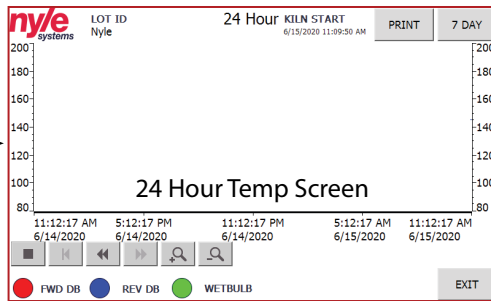 nyle systems
LOT ID
Nyle
24 Hour
KILN START
6/15/2020 11:09:50 AM
PRINT
7 DAY
200 200
180 180
160 160
140 140
120 120
100 100
80 80
24 Hour Temp Screen
11:12:17 AM 5:12:17 PM 11:12:17 PM 5:12:17 AM 11:12:17 AM
6/14/2020 6/14/2020 6/14/2020 6/15/2020 6/15/2020
FWD DB REV DB WETBULB
EXIT